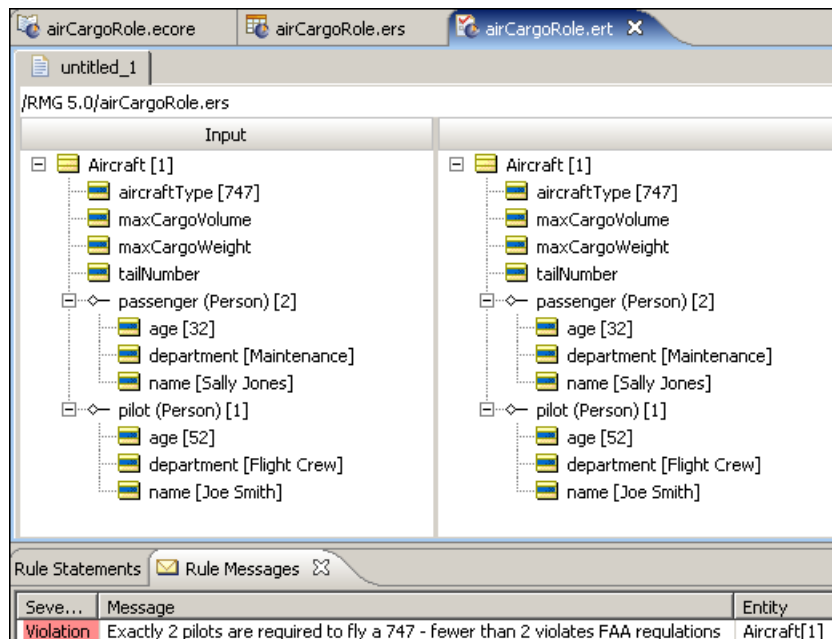 airCargoRole.ecore airCargoRole.ers airCargoRole.ert
untitled_1
/RMG 5.0/airCargoRole.ers
Input
Aircraft [1]
aircraftType [747]
maxCargoVolume
maxCargoWeight
tailNumber
passenger (Person) [2]
age [32]
department [Maintenance]
name [Sally Jones]
pilot (Person) [1]
age [52]
department [Flight Crew]
name [Joe Smith]
Aircraft [1]
aircraftType [747]
maxCargoVolume
maxCargoWeight
tailNumber
passenger (Person) [2]
age [32]
department [Maintenance]
name [Sally Jones]
pilot (Person) [1]
age [52]
department [Flight Crew]
name [Joe Smith]
Rule Statements Rule Messages
Seve... Message Entity
Violation Exactly 2 pilots are required to fly a 747 - fewer than 2 violates FAA regulations Aircraft[1]